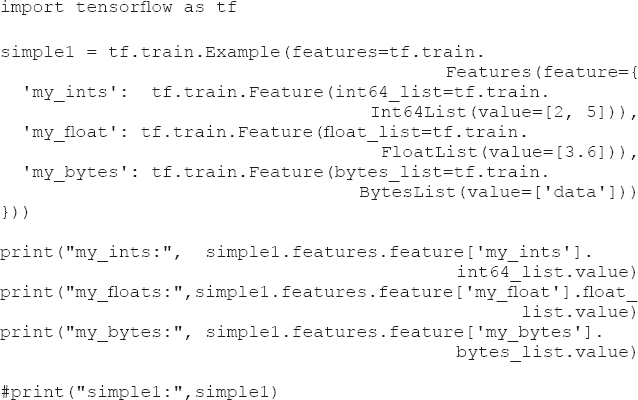 import tensorflow as tf
simple1 = tf.train.Example(features=tf.train.
Features(feature={
'my_ints': tf.train.Feature(int64_list=tf.train.
Int64List(value=[2, 5])),
'my_float': tf.train.Feature(float_list=tf.train.
FloatList(value=[3.6])),
'my_bytes': tf.train.Feature(bytes_list=tf.train.
BytesList(value=['data']))
}))
print("my_ints:", simple1.features.feature['my_ints'].
int64_list.value)
print("my_floats:",simple1.features.feature['my_float'].float_
list.value)
print("my_bytes:", simple1.features.feature['my_bytes'].
bytes_list.value)
#print("simple1:",simple1)